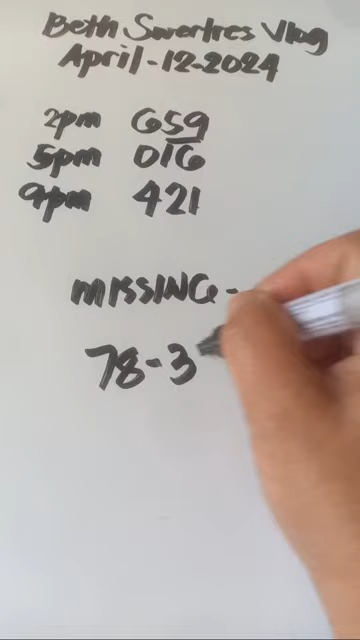 Beth Swertres Vlog
April-12-2024
2pm 659
5pm 016
9pm 421
MISSING-
78-3